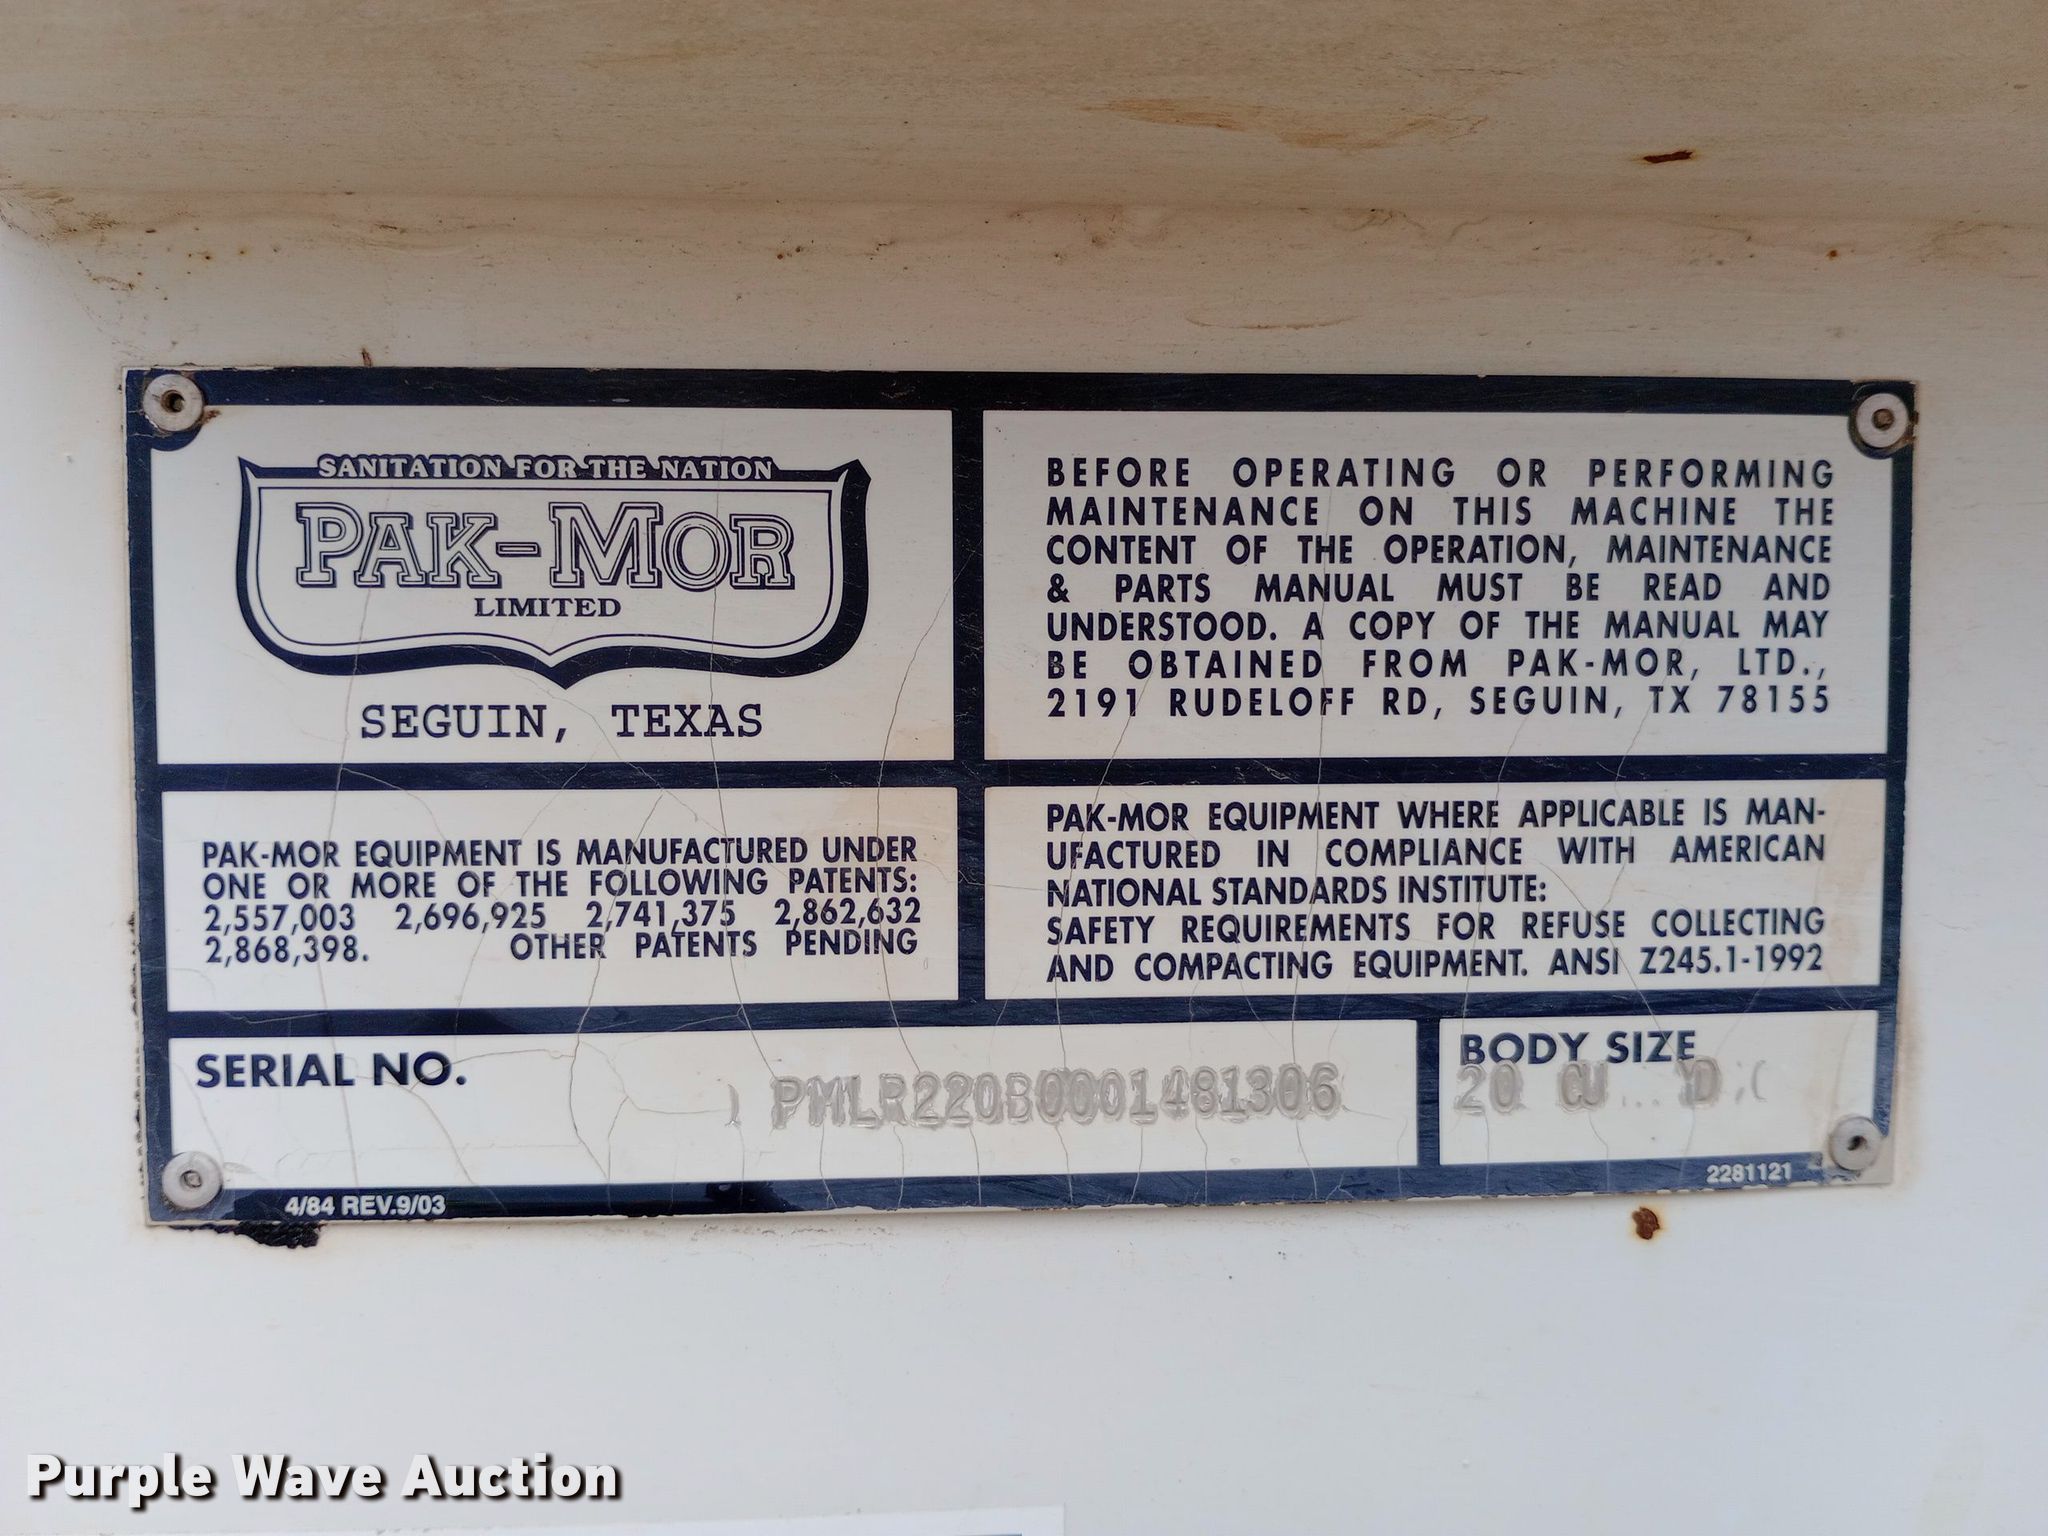 SANITATION FOR THE NATION
PAK-MOR
LIMITED
SEGUIN, TEXAS
BEFORE OPERATING OR PERFORMING
MAINTENANCE ON THIS MACHINE THE
CONTENT OF THE OPERATION, MAINTENANCE
& PARTS MANUAL MUST BE READ AND
UNDERSTOOD. A COPY OF THE MANUAL MAY
BE OBTAINED FROM PAK-MOR, LTD.,
2191 RUDELOFF RD, SEGUIN, TX 78155
PAK-MOR EQUIPMENT IS MANUFACTURED UNDER
ONE OR MORE OF THE FOLLOWING PATENTS:
2,557,003 2,696,925 2,741,375 2,862,632
2,868,398. OTHER PATENTS PENDING
PAK-MOR EQUIPMENT WHERE APPLICABLE IS MAN-
UFACTURED IN COMPLIANCE WITH AMERICAN
NATIONAL STANDARDS INSTITUTE:
SAFETY REQUIREMENTS FOR REFUSE COLLECTING
AND COMPACTING EQUIPMENT. ANSI Z245.1-1992
SERIAL NO. PMLR220B0001481306
BODY SIZE
20 CU
4/84 REV.9/03
2281121
Purple Wave Auction